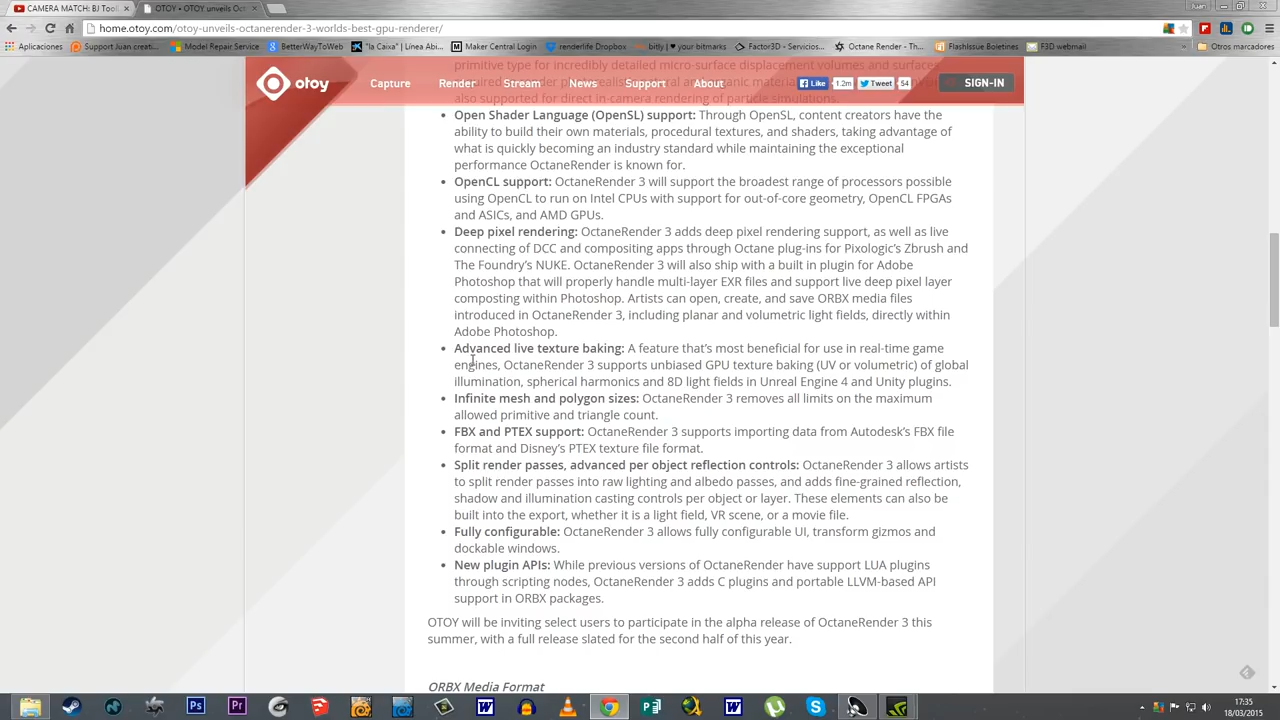 CAMERA MATCH: BJ Tool
OTOY • OTOY unveils Oct
Juan
home.otoy.com/otoy-unveils-octanerender-3-worlds-best-gpu-renderer/
Aplicaciones
Support Juan creati...
Model Repair Service
BetterWayToWeb
"la Caixa" | Línea Abi...
Maker Central Login
renderlife Dropbox
bitly | ♥ your bitmarks
Factor3D - Servicios...
Octane Render - Th...
FlashIssue Boletines
F3D webmail
Otros marcadores
primitive type for incredibly detailed micro-surface displacement volumes and surfaces
otoy
Capture
Render
Stream
News
Support
About
Like
1.2m
Tweet
54
SIGN-IN
also supported for direct in-camera rendering of particle simulations.
• Open Shader Language (OpenSL) support: Through OpenSL, content creators have the
ability to build their own materials, procedural textures, and shaders, taking advantage of
what is quickly becoming an industry standard while maintaining the exceptional
performance OctaneRender is known for.
• OpenCL support: OctaneRender 3 will support the broadest range of processors possible
using OpenCL to run on Intel CPUs with support for out-of-core geometry, OpenCL FPGAs
and ASICs, and AMD GPUs.
• Deep pixel rendering: OctaneRender 3 adds deep pixel rendering support, as well as live
connecting of DCC and compositing apps through Octane plug-ins for Pixologic's Zbrush and
The Foundry's NUKE. OctaneRender 3 will also ship with a built in plugin for Adobe
Photoshop that will properly handle multi-layer EXR files and support live deep pixel layer
composting within Photoshop. Artists can open, create, and save ORBX media files
introduced in OctaneRender 3, including planar and volumetric light fields, directly within
Adobe Photoshop.
• Advanced live texture baking: A feature that's most beneficial for use in real-time game
engines, OctaneRender 3 supports unbiased GPU texture baking (UV or volumetric) of global
illumination, spherical harmonics and 8D light fields in Unreal Engine 4 and Unity plugins.
• Infinite mesh and polygon sizes: OctaneRender 3 removes all limits on the maximum
allowed primitive and triangle count.
• FBX and PTEX support: OctaneRender 3 supports importing data from Autodesk's FBX file
format and Disney's PTEX texture file format.
• Split render passes, advanced per object reflection controls: OctaneRender 3 allows artists
to split render passes into raw lighting and albedo passes, and adds fine-grained reflection,
shadow and illumination casting controls per object or layer. These elements can also be
built into the export, whether it is a light field, VR scene, or a movie file.
• Fully configurable: OctaneRender 3 allows fully configurable UI, transform gizmos and
dockable windows.
• New plugin APIs: While previous versions of OctaneRender have support LUA plugins
through scripting nodes, OctaneRender 3 adds C plugins and portable LLVM-based API
support in ORBX packages.
OTOY will be inviting select users to participate in the alpha release of OctaneRender 3 this
summer, with a full release slated for the second half of this year.
ORBX Media Format
17:35
18/03/2015